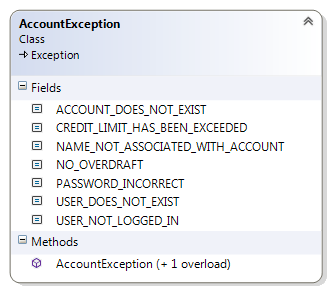 AccountException
Class
Exception
Fields
ACCOUNT_DOES_NOT_EXIST
CREDIT_LIMIT_HAS_BEEN_EXCEEDED
NAME_NOT_ASSOCIATED_WITH_ACCOUNT
NO_OVERDRAFT
PASSWORD_INCORRECT
USER_DOES_NOT_EXIST
USER_NOT_LOGGED_IN
Methods
AccountException (+ 1 overload)